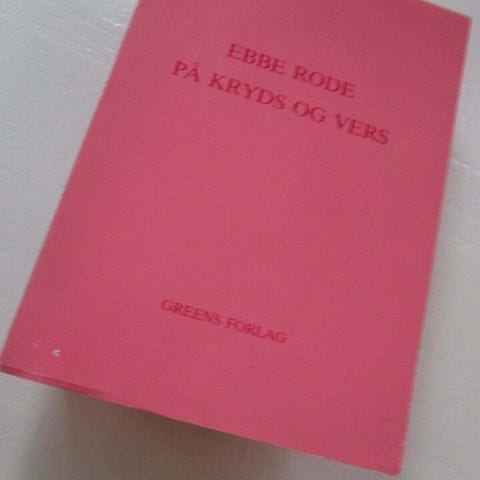 EBBE RODE
PÅ KRYDS OG VERS
GREENS FORLAG